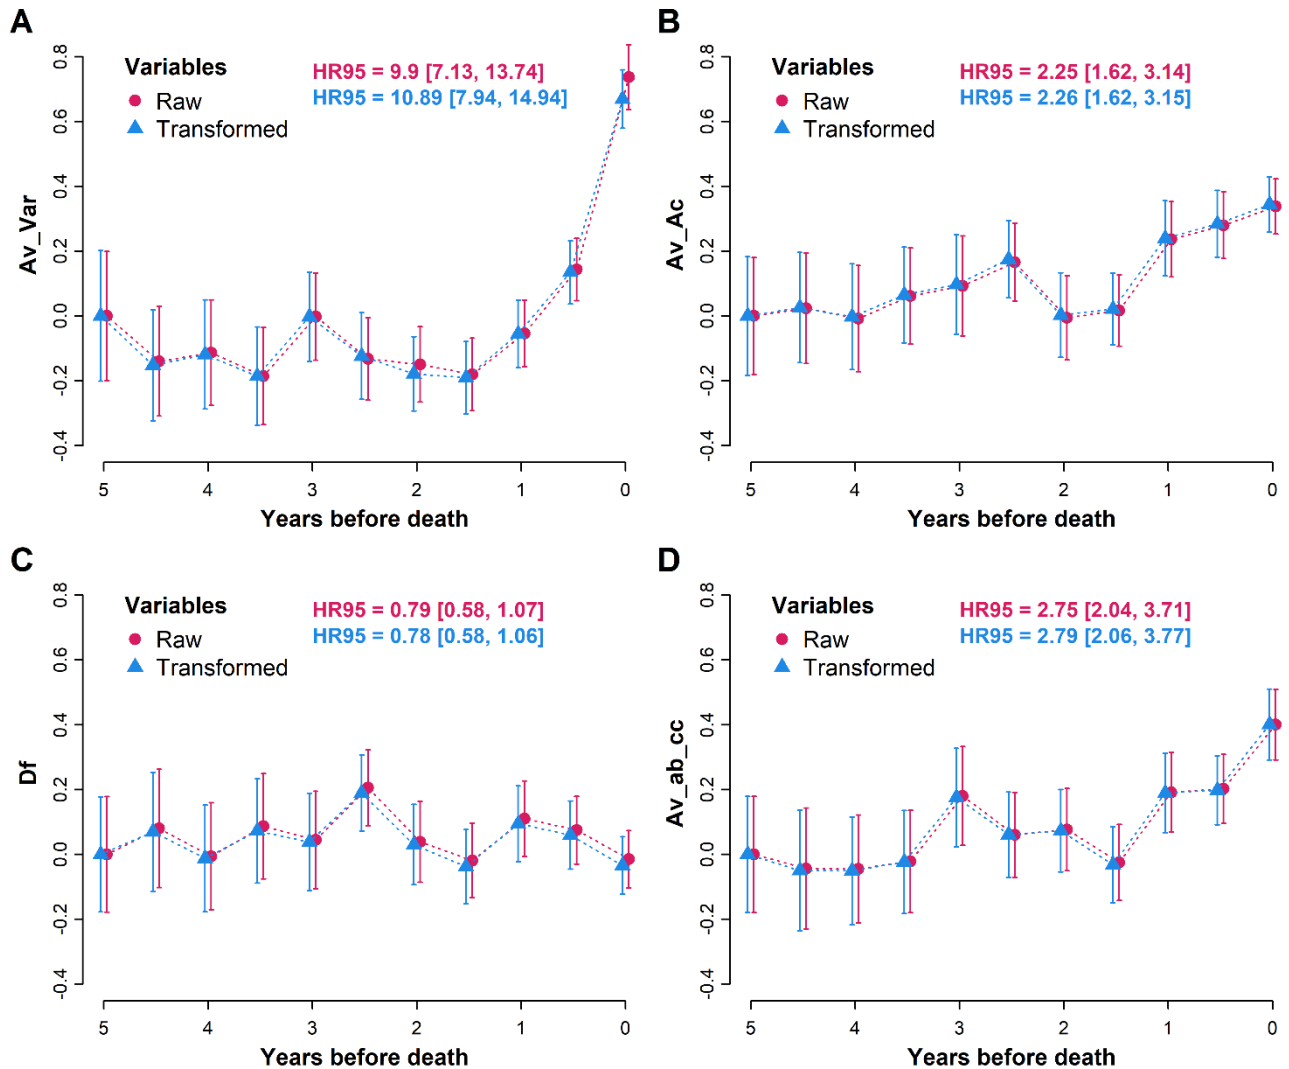 A
Variables
Raw
Transformed
HR95 = 9.9 [7.13, 13.74]
HR95 = 10.89 [7.94, 14.94]
Av_Var
0.8
0.6
0.4
0.2
0.0
-0.2
-0.4
5 4 3 2 1 0
Years before death
B
Variables
Raw
Transformed
HR95 = 2.25 [1.62, 3.14]
HR95 = 2.26 [1.62, 3.15]
Av_Ac
0.8
0.6
0.4
0.2
0.0
-0.2
-0.4
5 4 3 2 1 0
Years before death
C
Variables
Raw
Transformed
HR95 = 0.79 [0.58, 1.07]
HR95 = 0.78 [0.58, 1.06]
Df
0.8
0.6
0.4
0.2
0.0
-0.2
-0.4
5 4 3 2 1 0
Years before death
D
Variables
Raw
Transformed
HR95 = 2.75 [2.04, 3.71]
HR95 = 2.79 [2.06, 3.77]
Av_ab_cc
0.8
0.6
0.4
0.2
0.0
-0.2
-0.4
5 4 3 2 1 0
Years before death